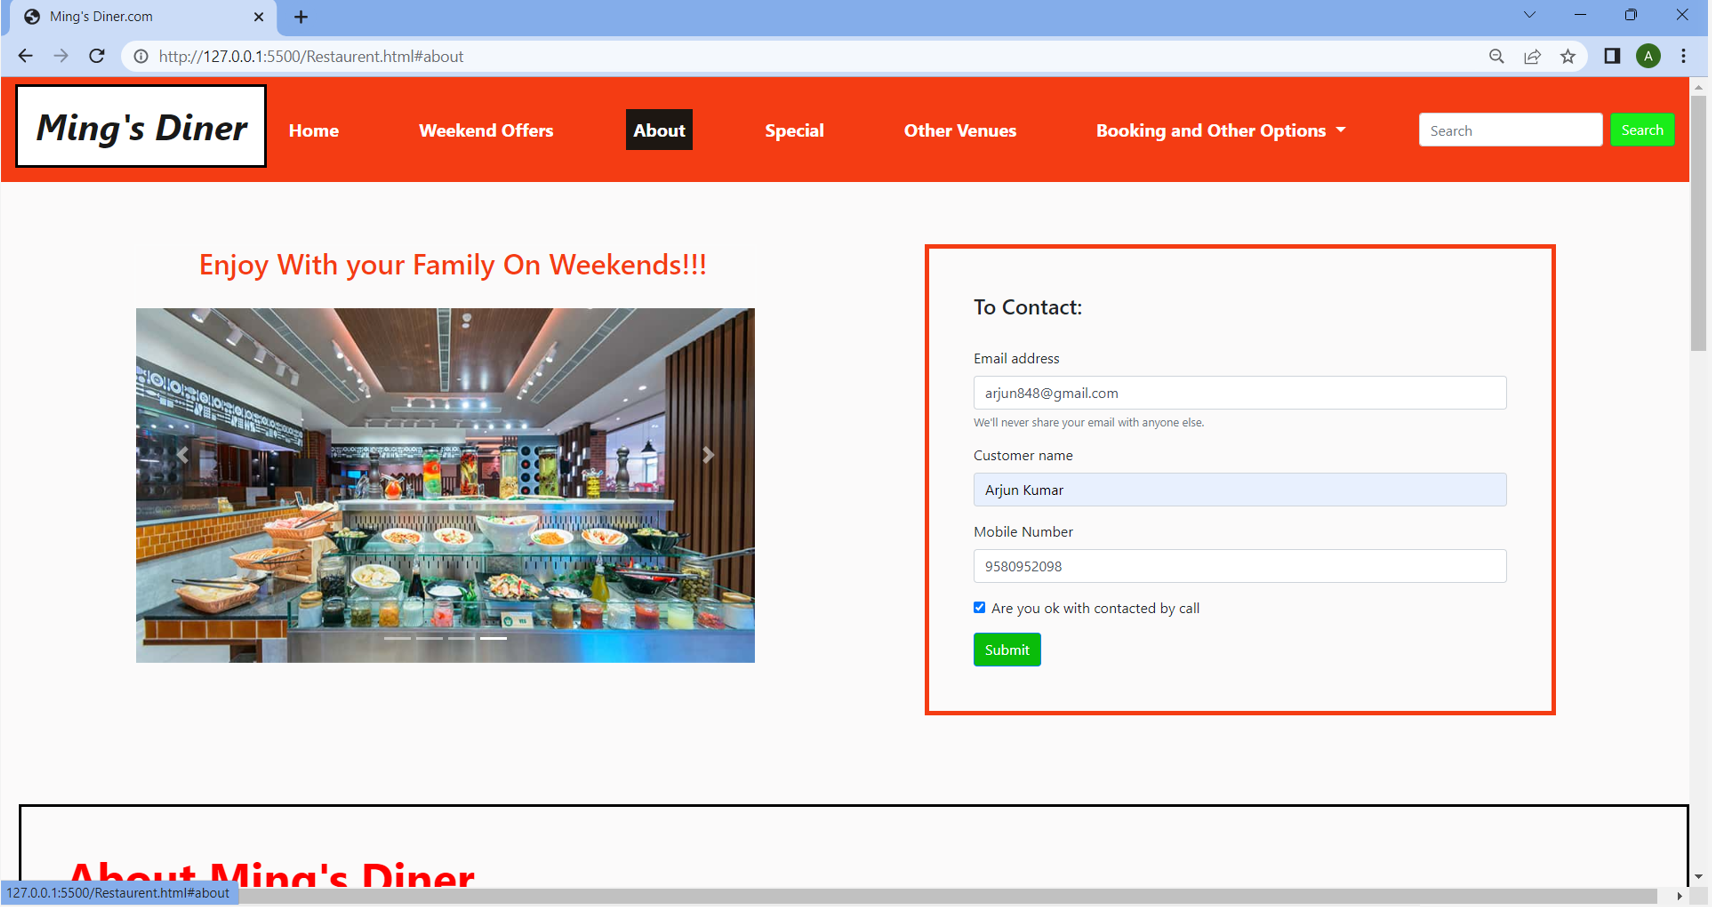 Ming's Diner.com
http://127.0.0.1:5500/Restaurent.html#about
A
Ming's Diner
Home
Weekend Offers
About
Special
Other Venues
Booking and Other Options
Search
Search
Enjoy With your Family On Weekends!!!
To Contact:
Email address
arjun848@gmail.com
We'll never share your email with anyone else.
Customer name
Arjun Kumar
Mobile Number
9580952098
Are you ok with contacted by call
Submit
About Ming's Diner
127.0.0.1:5500/Restaurent.html#about